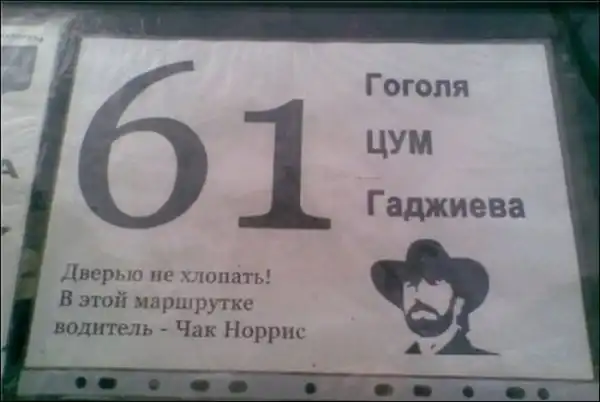 61
Гоголя
ЦУМ
Гаджиева
Дверью не хлопать!
В этой маршрутке
водитель - Чак Норрис